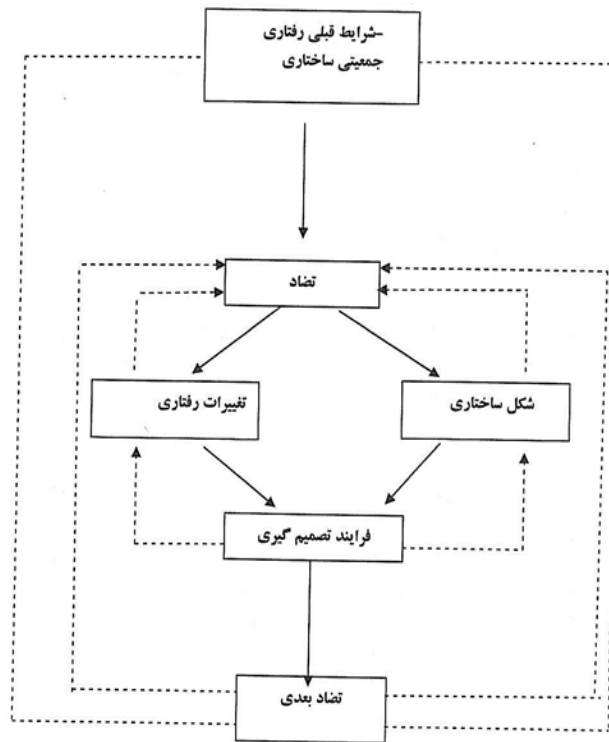 -شرایط قبلی رفتاری
جمعیتی ساختاری
تضاد
تغییرات رفتاری
شکل ساختاری
فرایند تصمیم گیری
تضاد بعدی